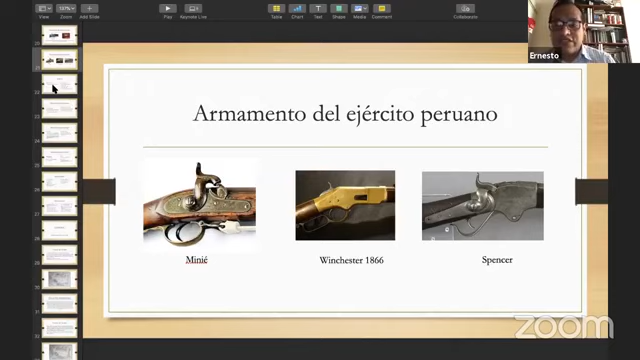 View
Zoom
Add Slide
Play
Keynote Live
Table
Chart
Text
Shape
Media
Comment
Collaborate
Ernesto
Armamento del ejército peruano
Minié
Winchester 1866
Spencer
zoom